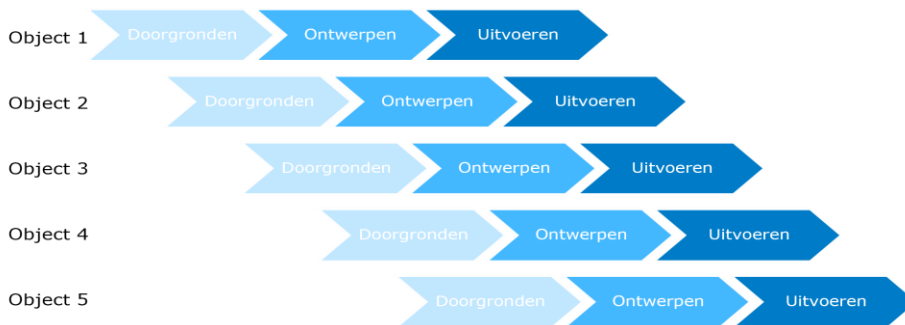 Object 1 Doorgronden Ontwerpen Uitvoeren
Object 2 Doorgronden Ontwerpen Uitvoeren
Object 3 Doorgronden Ontwerpen Uitvoeren
Object 4 Doorgronden Ontwerpen Uitvoeren
Object 5 Doorgronden Ontwerpen Uitvoeren